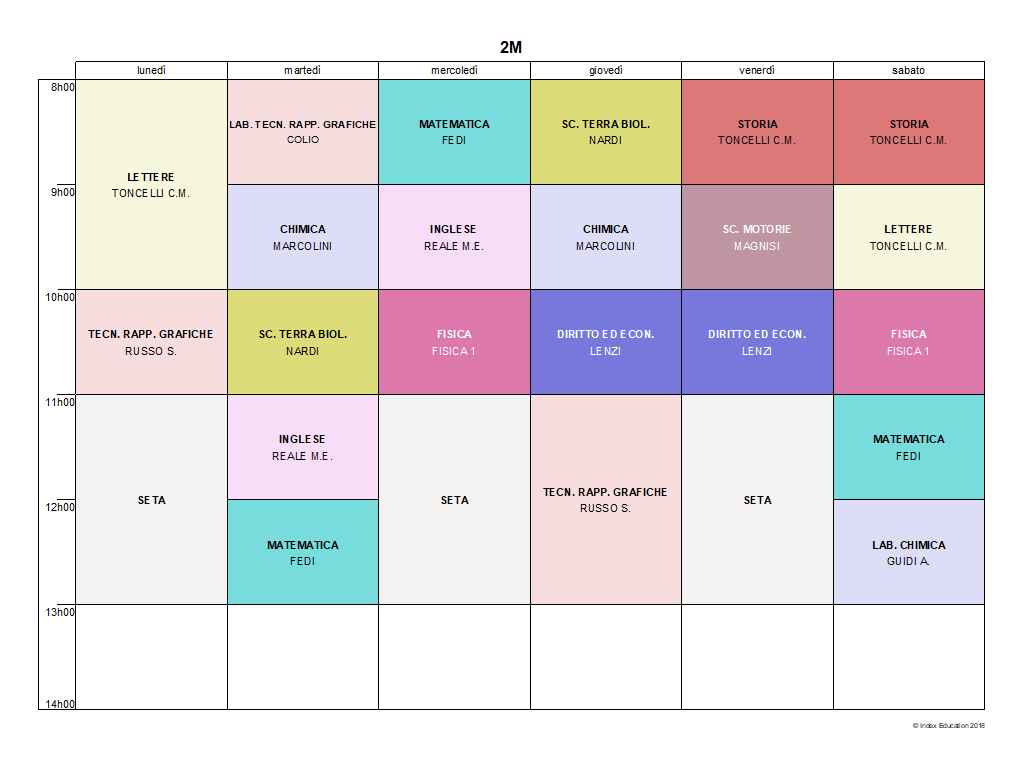 2M
lunedì martedì mercoledì giovedì venerdì sabato
8h00
LAB. TECN. RAPP. GRAFICHE MATEMATICA SC. TERRA BIOL. STORIA STORIA
COLIO FEDI NARDI TONCELLI C.M. TONCELLI C.M.
LETTERE
TONCELLI C.M.
9h00
CHIMICA INGLESE CHIMICA SC. MOTORIE LETTERE
MARCOLINI REALE M.E. MARCOLINI MAGNISI TONCELLI C.M.
10h00
TECN. RAPP. GRAFICHE SC. TERRA BIOL. FISICA DIRITTO ED ECON. DIRITTO ED ECON. FISICA
RUSSO S. NARDI FISICA 1 LENZI LENZI FISICA 1
11h00
INGLESE MATEMATICA
REALE M.E. FEDI
SETA SETA TECN. RAPP. GRAFICHE SETA
RUSSO S.
12h00
MATEMATICA LAB. CHIMICA
FEDI GUIDI A.
13h00
14h00
© Index Education 2018